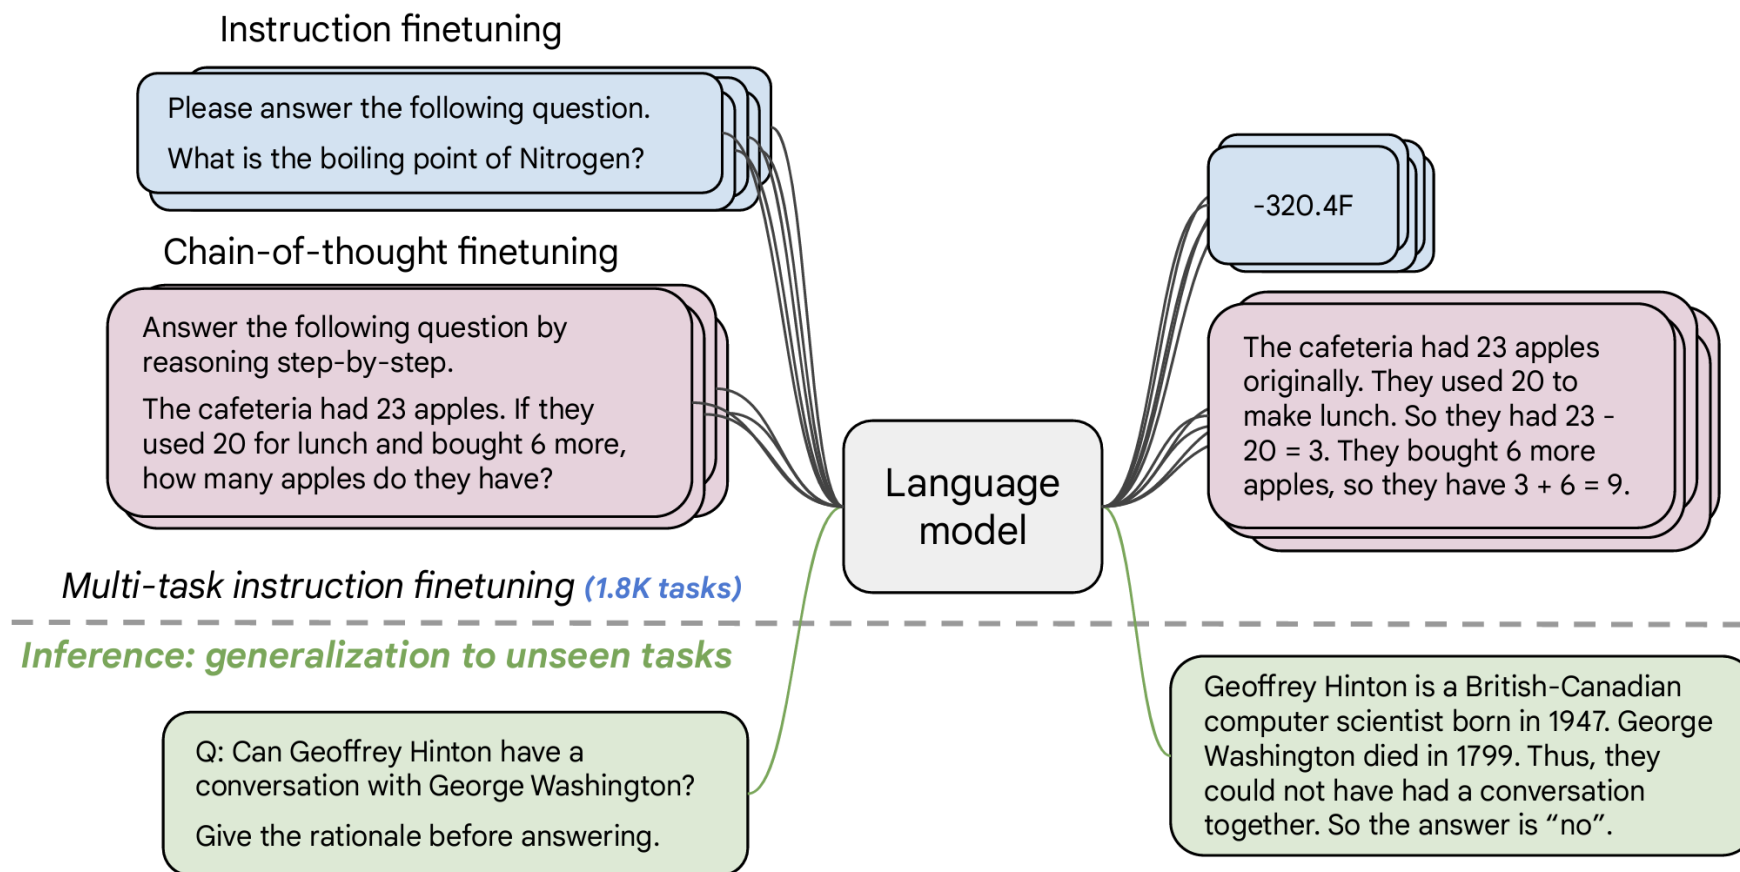 Instruction finetuning
Please answer the following question.
What is the boiling point of Nitrogen?
-320.4F
Chain-of-thought finetuning
Answer the following question by
reasoning step-by-step.
The cafeteria had 23 apples. If they
used 20 for lunch and bought 6 more,
how many apples do they have?
The cafeteria had 23 apples
originally. They used 20 to
make lunch. So they had 23 -
20 = 3. They bought 6 more
apples, so they have 3 + 6 = 9.
Language
model
Multi-task instruction finetuning (1.8K tasks)
Inference: generalization to unseen tasks
Q: Can Geoffrey Hinton have a
conversation with George Washington?
Give the rationale before answering.
Geoffrey Hinton is a British-Canadian
computer scientist born in 1947. George
Washington died in 1799. Thus, they
could not have had a conversation
together. So the answer is “no”.